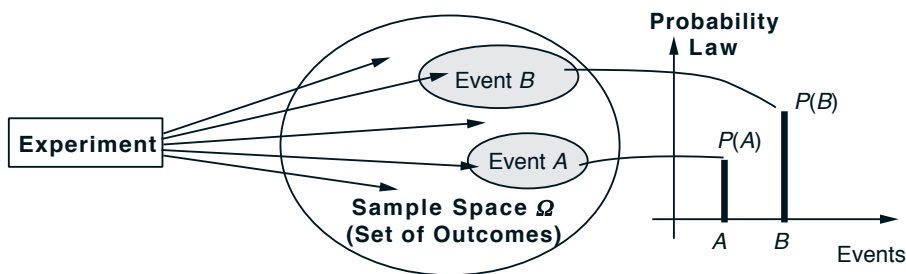 Probability
Law
Event B
P(B)
Experiment
P(A)
Event A
Sample Space Ω
(Set of Outcomes)
A
B
Events